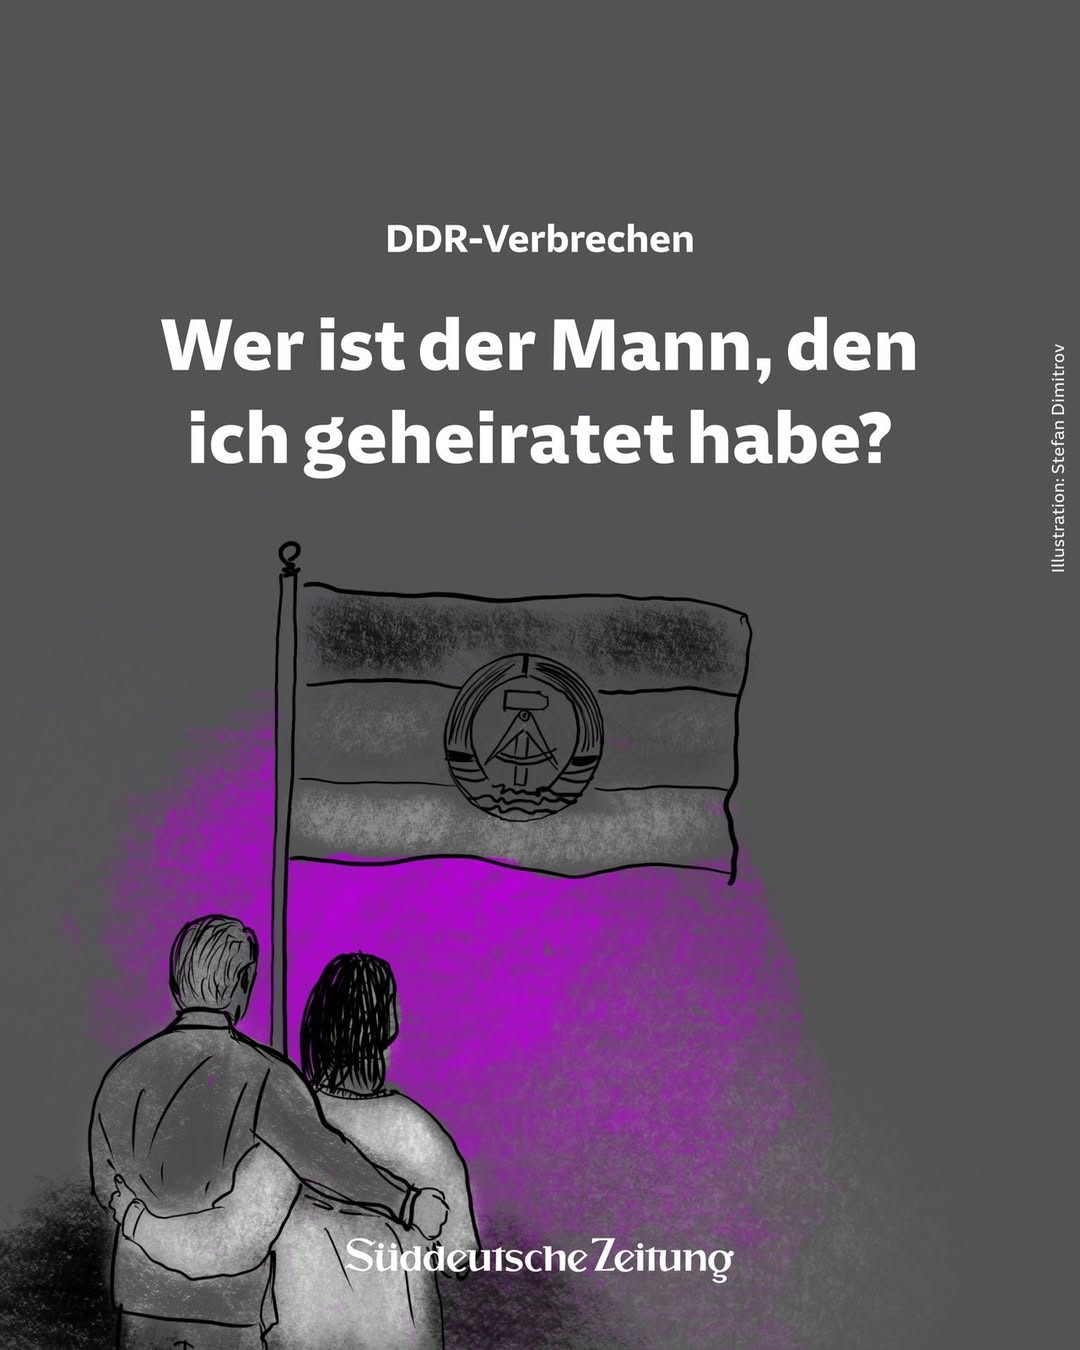 DDR-Verbrechen
Wer ist der Mann, den
ich geheiratet habe?
Illustration: Stefan Dimitrov
Süddeutsche Zeitung